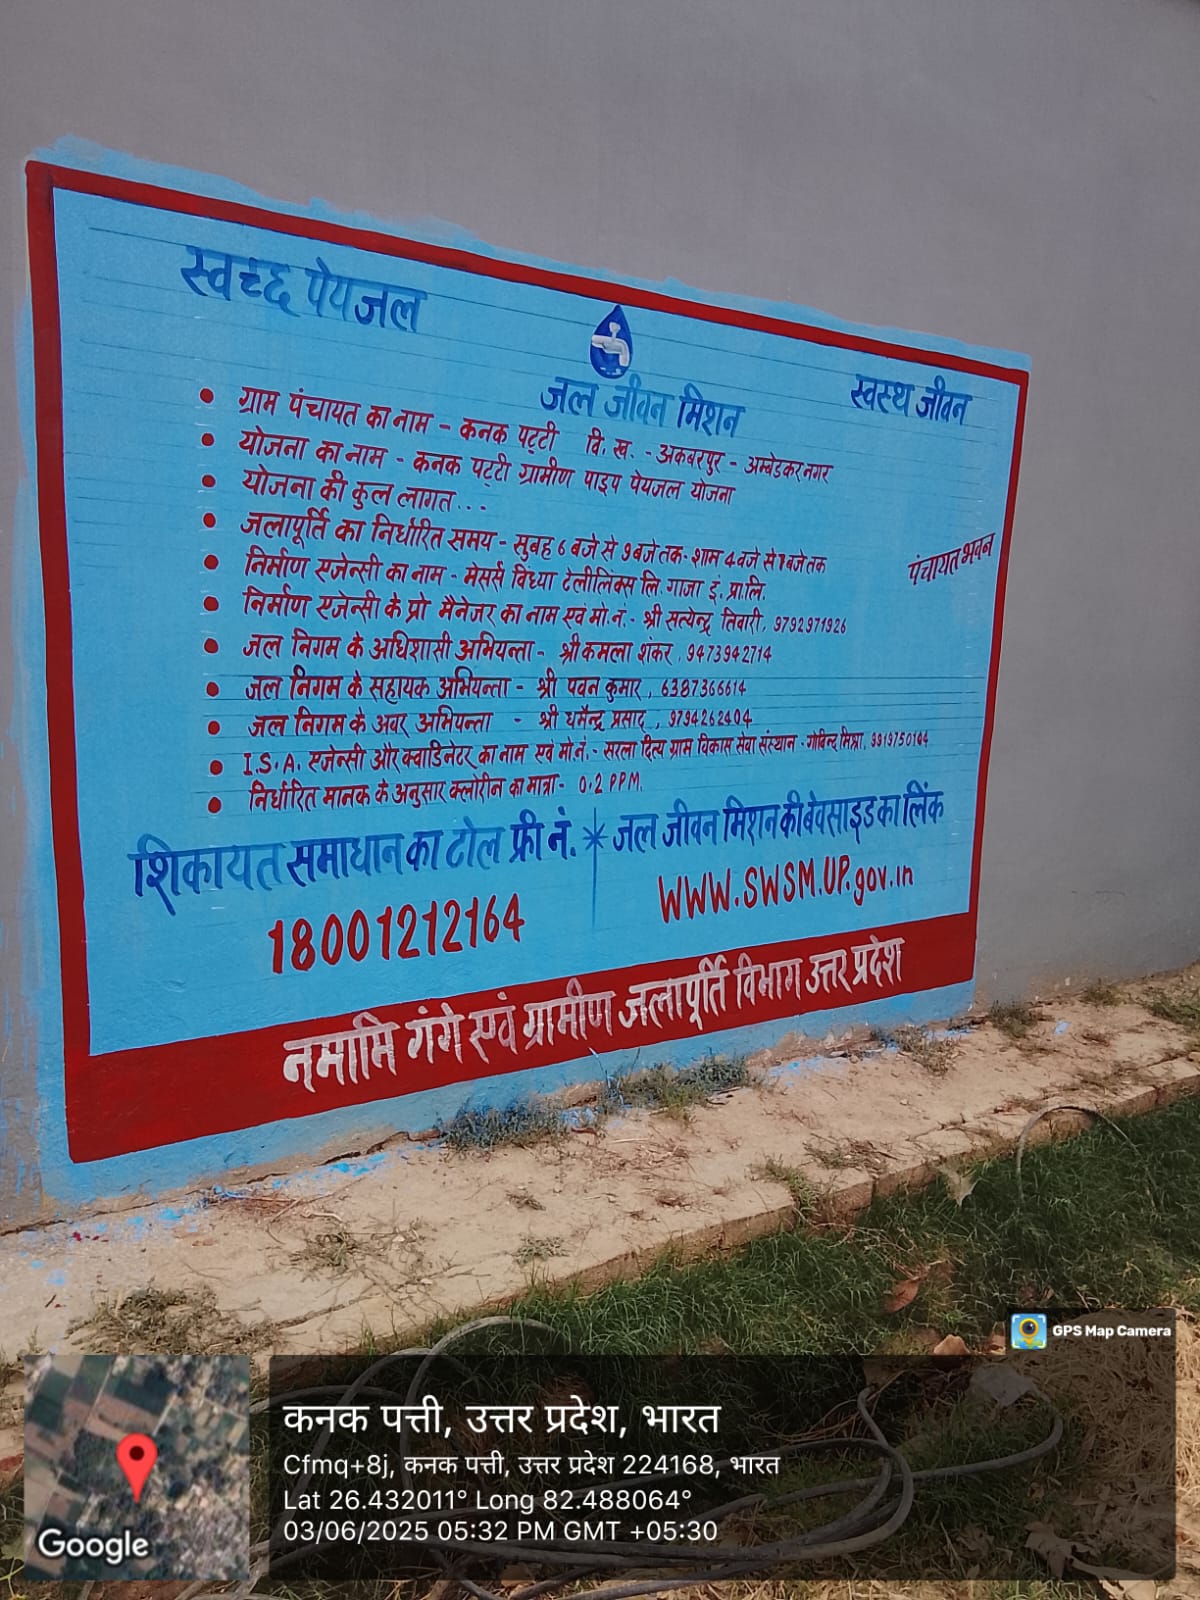 स्वच्छ पेयजल
जल जीवन मिशन
स्वस्थ जीवन
• ग्राम पंचायत का नाम - कनक पट्टी वि. ख. - अकबरपुर - अम्बेडकरनगर
• योजना का नाम - कनक पट्टी ग्रामीण पाइप पेयजल योजना
• योजना की कुल लागत...
• जलापूर्ति का निर्धारित समय - सुबह 6 बजे से 9 बजे तक - शाम 4 बजे से 7 बजे तक
पंचायत भवन
• निर्माण एजेन्सी का नाम - मेसर्स विंध्या टेलीलिंक्स लि. गाजा इं. प्रा.लि.
• निर्माण एजेन्सी के प्रो मैनेजर का नाम एवं मो.नं. - श्री सत्येन्द्र तिवारी, 9792971926
• जल निगम के अधिशासी अभियन्ता - श्री कमला शंकर, 9473942714
• जल निगम के सहायक अभियन्ता - श्री पवन कुमार, 6387366614
• जल निगम के अवर अभियन्ता - श्री धर्मेन्द्र प्रसाद, 9794262404
• I.S.A. एजेन्सी और क्वाडिनेटर का नाम एवं मो.नं. - सरला दित्य ग्राम विकास सेवा संस्थान - गोविन्द मिश्रा, 9919750144
• निर्धारित मानक के अनुसार क्लोरीन का मात्रा - 0.2 PPM.
शिकायत समाधान का टोल फ्री नं.
18001212164
जल जीवन मिशन की बेवसाइड का लिंक
WWW.SWSM.UP.gov.in
नमामि गंगे एवं ग्रामीण जलापूर्ति विभाग उत्तर प्रदेश
GPS Map Camera
कनक पत्ती, उत्तर प्रदेश, भारत
Cfmq+8j, कनक पत्ती, उत्तर प्रदेश 224168, भारत
Lat 26.432011° Long 82.488064°
03/06/2025 05:32 PM GMT +05:30
Google